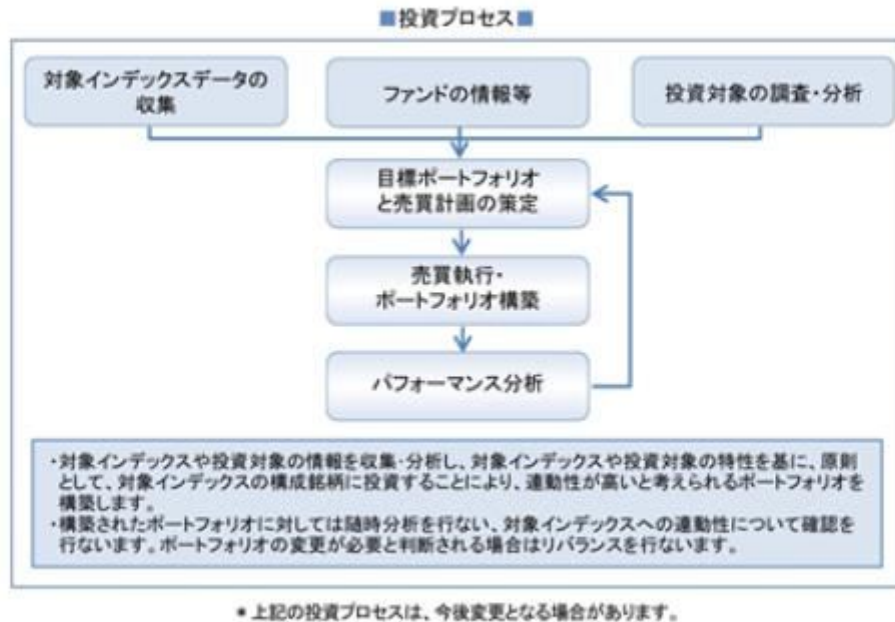 ■投資プロセス■
対象インデックスデータの
収集
ファンドの情報等
投資対象の調査・分析
目標ポートフォリオ
と売買計画の策定
売買執行・
ポートフォリオ構築
パフォーマンス分析
・対象インデックスや投資対象の情報を収集・分析し、対象インデックスや投資対象の特性を基に、原則
として、対象インデックスの構成銘柄に投資することにより、連動性が高いと考えられるポートフォリオを
構築します。
・構築されたポートフォリオに対しては随時分析を行ない、対象インデックスへの連動性について確認を
行ないます。ポートフォリオの変更が必要と判断される場合はリバランスを行ないます。
* 上記の投資プロセスは、今後変更となる場合があります。